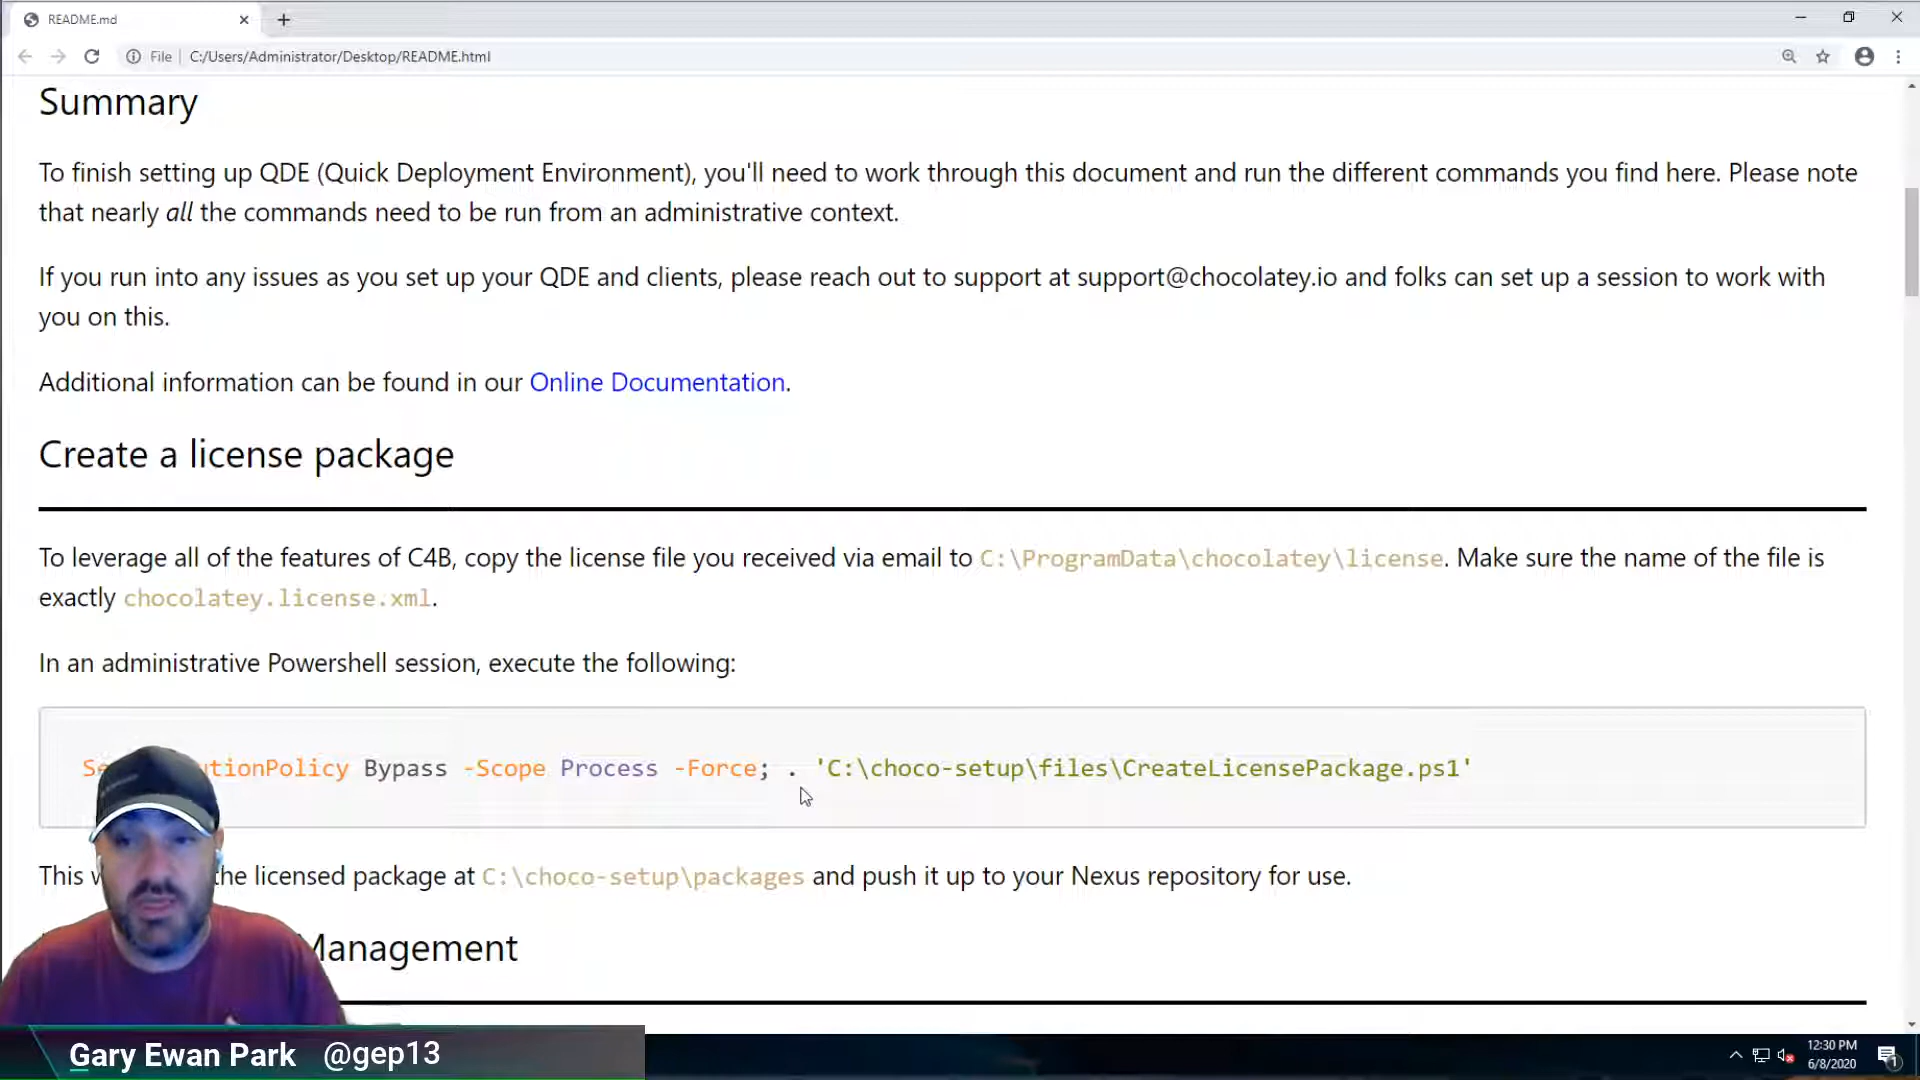 README.md
File
C:/Users/Administrator/Desktop/README.html
Summary
To finish setting up QDE (Quick Deployment Environment), you'll need to work through this document and run the different commands you find here. Please note
that nearly all the commands need to be run from an administrative context.
If you run into any issues as you set up your QDE and clients, please reach out to support at support@chocolatey.io and folks can set up a session to work with
you on this.
Additional information can be found in our Online Documentation.
Create a license package
To leverage all of the features of C4B, copy the license file you received via email to C:\ProgramData\chocolatey\license. Make sure the name of the file is
exactly chocolatey.license.xml.
In an administrative Powershell session, execute the following:
utionPolicy Bypass -Scope Process -Force; . 'C:\choco-setup\files\CreateLicensePackage.ps1'
This the licensed package at C:\choco-setup\packages and push it up to your Nexus repository for use.
Management
Gary Ewan Park @gep13
12:30 PM
6/8/2020
1